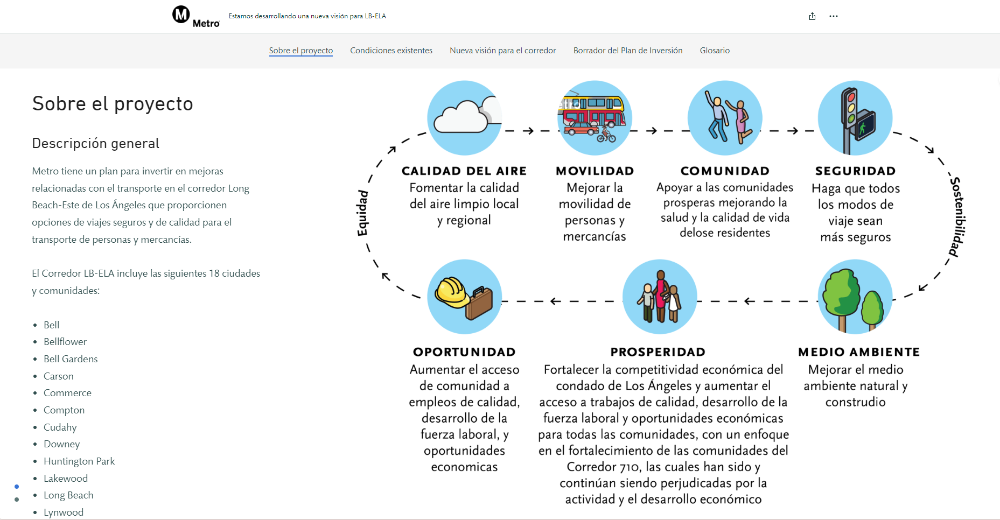 M Metro
Estamos desarrollando una nueva visión para LB-ELA
Sobre el proyecto
Condiciones existentes
Nueva visión para el corredor
Borrador del Plan de Inversión
Glosario
Sobre el proyecto
Descripción general
Metro tiene un plan para invertir en mejoras
relacionadas con el transporte en el corredor Long
Beach-Este de Los Ángeles que proporcionen
opciones de viajes seguros y de calidad para el
transporte de personas y mercancías.
El Corredor LB-ELA incluye las siguientes 18 ciudades
y comunidades:
• Bell
• Bellflower
• Bell Gardens
• Carson
• Commerce
• Compton
• Cudahy
• Downey
• Huntington Park
• Lakewood
• Long Beach
• Lynwood
etro
CALIDAD DEL AIRE
Fomentar la calidad
del aire limpio local
y regional
MOVILIDAD
Mejorar la
movilidad de
personas y
mercancías
COMUNIDAD
Apoyar a las comunidades
prosperas mejorando la
salud y la calidad de vida
delose residentes
SEGURIDAD
Haga que todos
los modos de
viaje sean
más seguros
Sostenibilidad
Equidad
OPORTUNIDAD
Aumentar el acceso
de comunidad a
empleos de calidad,
desarrollo de la
fuerza laboral, y
oportunidades
economicas
PROSPERIDAD
Fortalecer la competitividad económica del
condado de Los Ángeles y aumentar el
acceso a trabajos de calidad, desarrollo de la
fuerza laboral y oportunidades económicas
para todas las comunidades, con un enfoque
en el fortalecimiento de las comunidades del
Corredor 710, las cuales han sido y
continúan siendo perjudicadas por la
actividad y el desarrollo económico
MEDIO AMBIENTE
Mejorar el medio
ambiente natural y
construdio